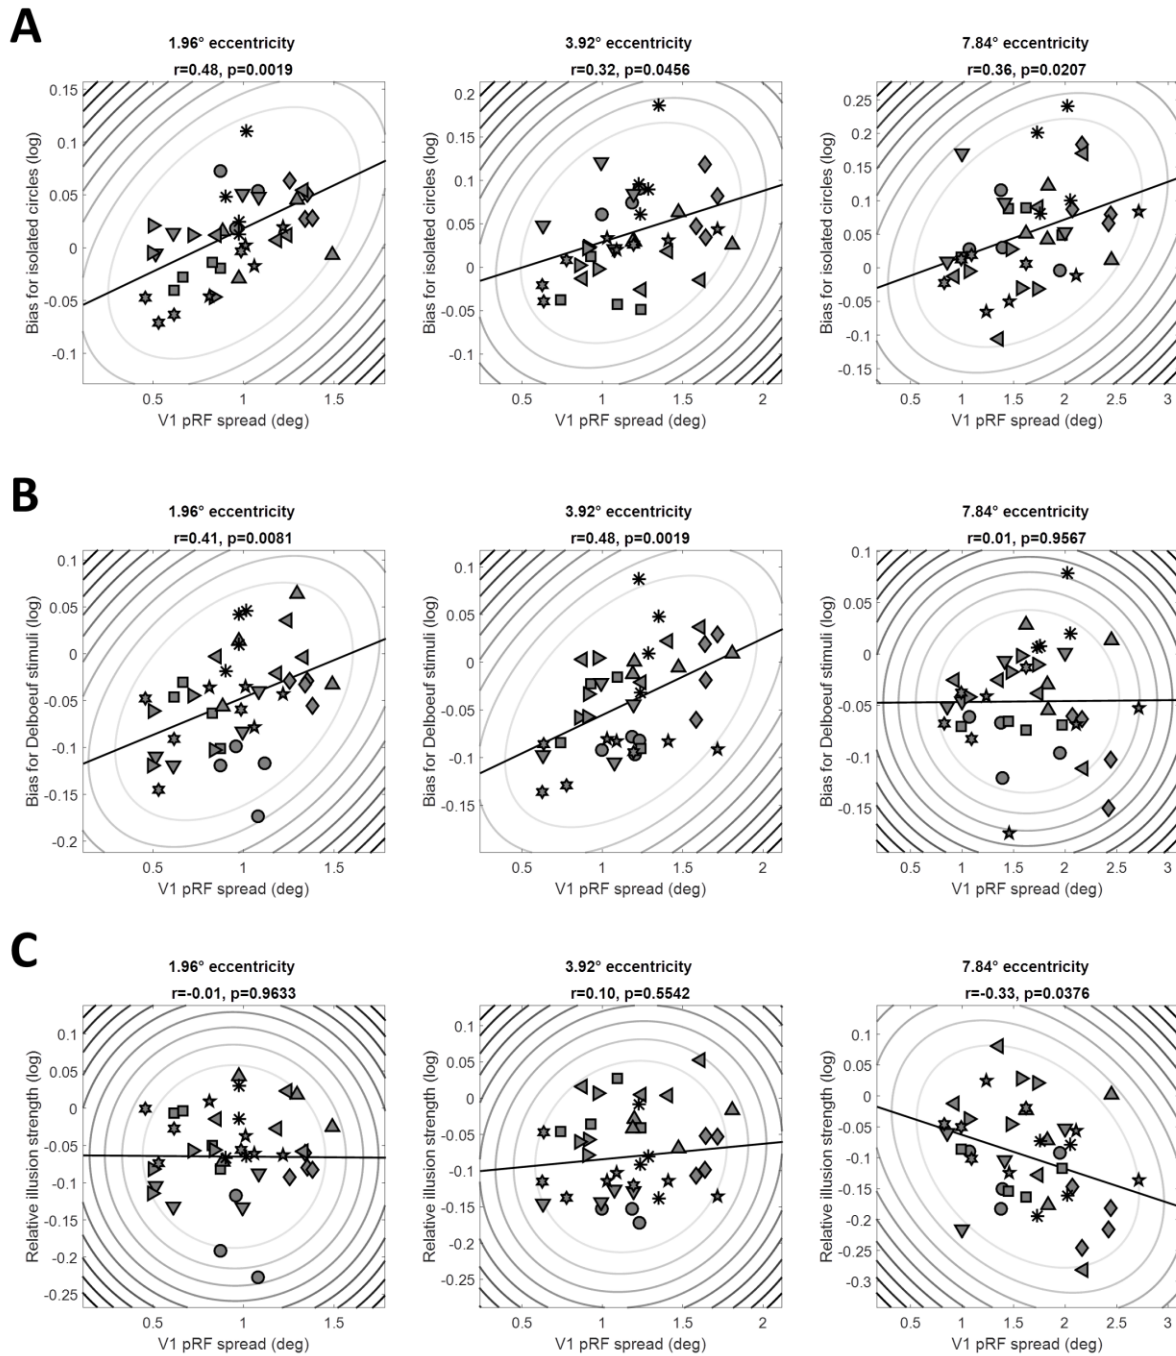 A
1.96° eccentricity
r=0.48, p=0.0019
0.15
0.1
0.05
0
-0.05
-0.1
Bias for isolated circles (log)
0.5 1 1.5
V1 pRF spread (deg)
3.92° eccentricity
r=0.32, p=0.0456
0.2
0.15
0.1
0.05
0
-0.05
-0.1
Bias for isolated circles (log)
0.5 1 1.5 2
V1 pRF spread (deg)
7.84° eccentricity
r=0.36, p=0.0207
0.25
0.2
0.15
0.1
0.05
0
-0.05
-0.1
-0.15
Bias for isolated circles (log)
0.5 1 1.5 2 2.5 3
V1 pRF spread (deg)
B
1.96° eccentricity
r=0.41, p=0.0081
0.1
0.05
0
-0.05
-0.1
-0.15
-0.2
Bias for Delboeuf stimuli (log)
0.5 1 1.5
V1 pRF spread (deg)
3.92° eccentricity
r=0.48, p=0.0019
0.1
0.05
0
-0.05
-0.1
-0.15
Bias for Delboeuf stimuli (log)
0.5 1 1.5 2
V1 pRF spread (deg)
7.84° eccentricity
r=0.01, p=0.9567
0.1
0.05
0
-0.05
-0.1
-0.15
Bias for Delboeuf stimuli (log)
0.5 1 1.5 2 2.5 3
V1 pRF spread (deg)
C
1.96° eccentricity
r=-0.01, p=0.9633
0.1
0.05
0
-0.05
-0.1
-0.15
-0.2
-0.25
Relative illusion strength (log)
0.5 1 1.5
V1 pRF spread (deg)
3.92° eccentricity
r=0.10, p=0.5542
0.1
0.05
0
-0.05
-0.1
-0.15
-0.2
-0.25
Relative illusion strength (log)
0.5 1 1.5 2
V1 pRF spread (deg)
7.84° eccentricity
r=-0.33, p=0.0376
0.1
0.05
0
-0.05
-0.1
-0.15
-0.2
-0.25
-0.3
Relative illusion strength (log)
0.5 1 1.5 2 2.5 3
V1 pRF spread (deg)